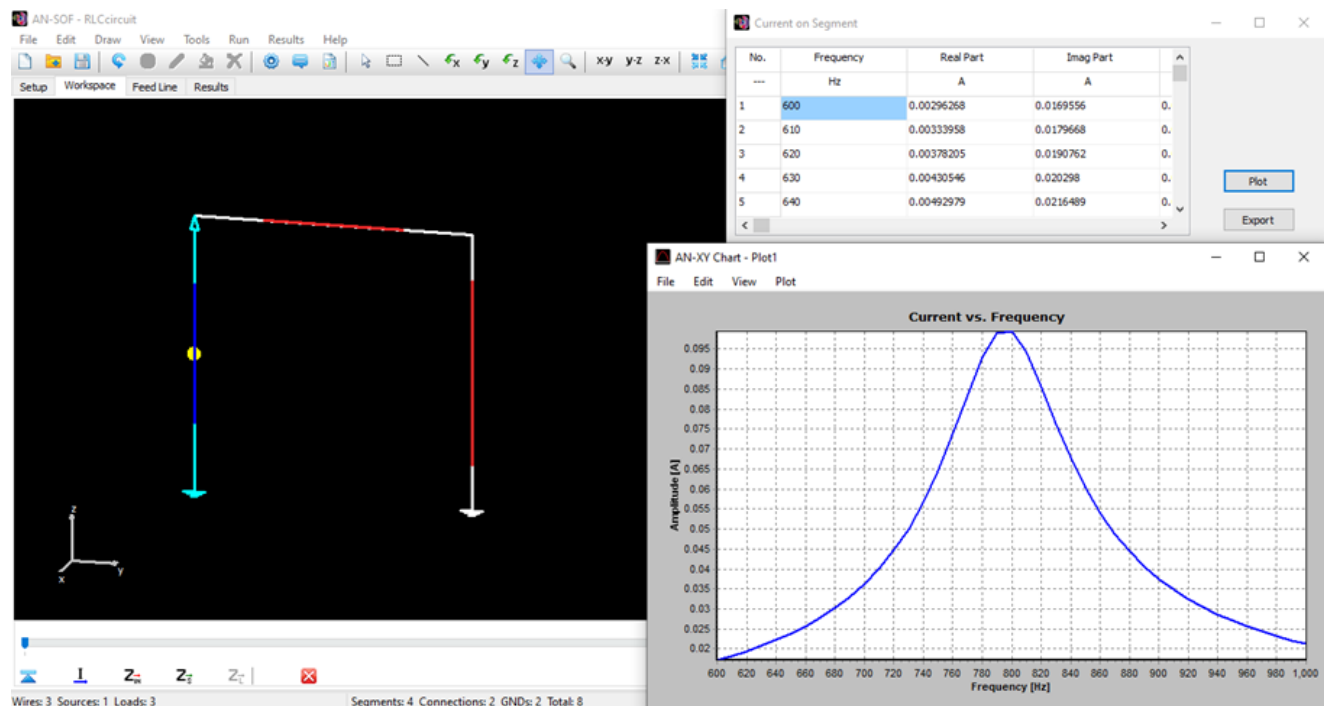 AN-SOF - RLCcircuit
File Edit Draw View Tools Run Results Help
x y z x-y y-z z-x
Setup Workspace Feed Line Results
z
x y
I Zin
Wires: 3 Sources: 1 Loads: 3 Segments: 4 Connections: 2 GNDs: 2 Total: 8
Current on Segment
No. Frequency Real Part Imag Part
--- Hz A A
1 600 0.00296268 0.0169556 0.
2 610 0.00333958 0.0179668 0.
3 620 0.00378205 0.0190762 0.
4 630 0.00430546 0.020298 0.
5 640 0.00492979 0.0216489 0.
Plot
Export
AN-XY Chart - Plot1
File Edit View Plot
Current vs. Frequency
Amplitude [A]
0.095
0.09
0.085
0.08
0.075
0.07
0.065
0.06
0.055
0.05
0.045
0.04
0.035
0.03
0.025
0.02
600 620 640 660 680 700 720 740 760 780 800 820 840 860 880 900 920 940 960 980 1,000
Frequency [Hz]